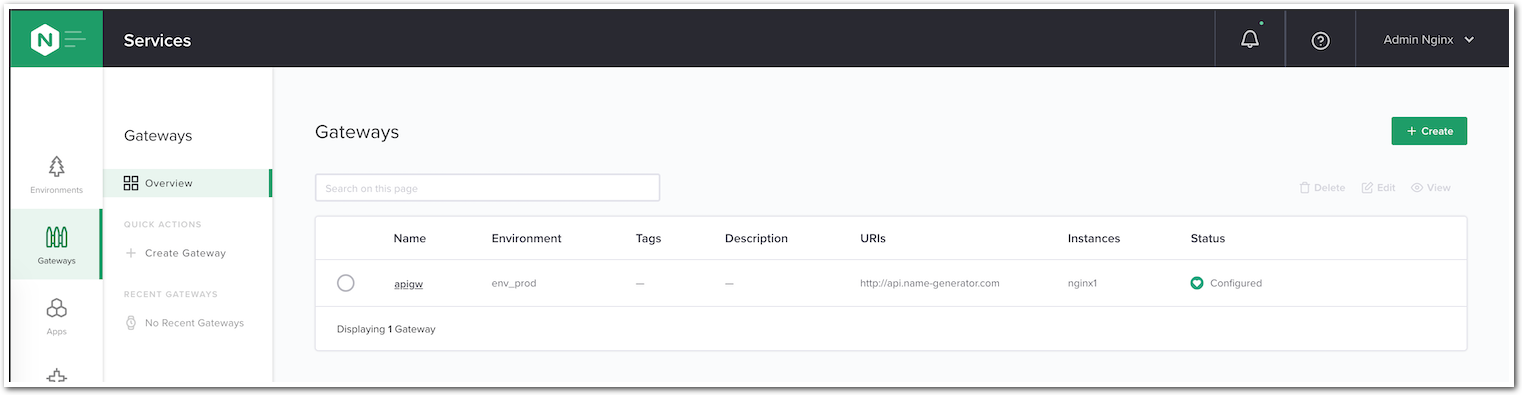 N Services Admin Nginx
Gateways
Gateways
+ Create
Environments
Overview
Search on this page
Delete Edit View
QUICK ACTIONS
Gateways
+ Create Gateway
Name Environment Tags Description URIs Instances Status
apigw env_prod — — http://api.name-generator.com nginx1 Configured
RECENT GATEWAYS
Apps
No Recent Gateways
Displaying 1 Gateway